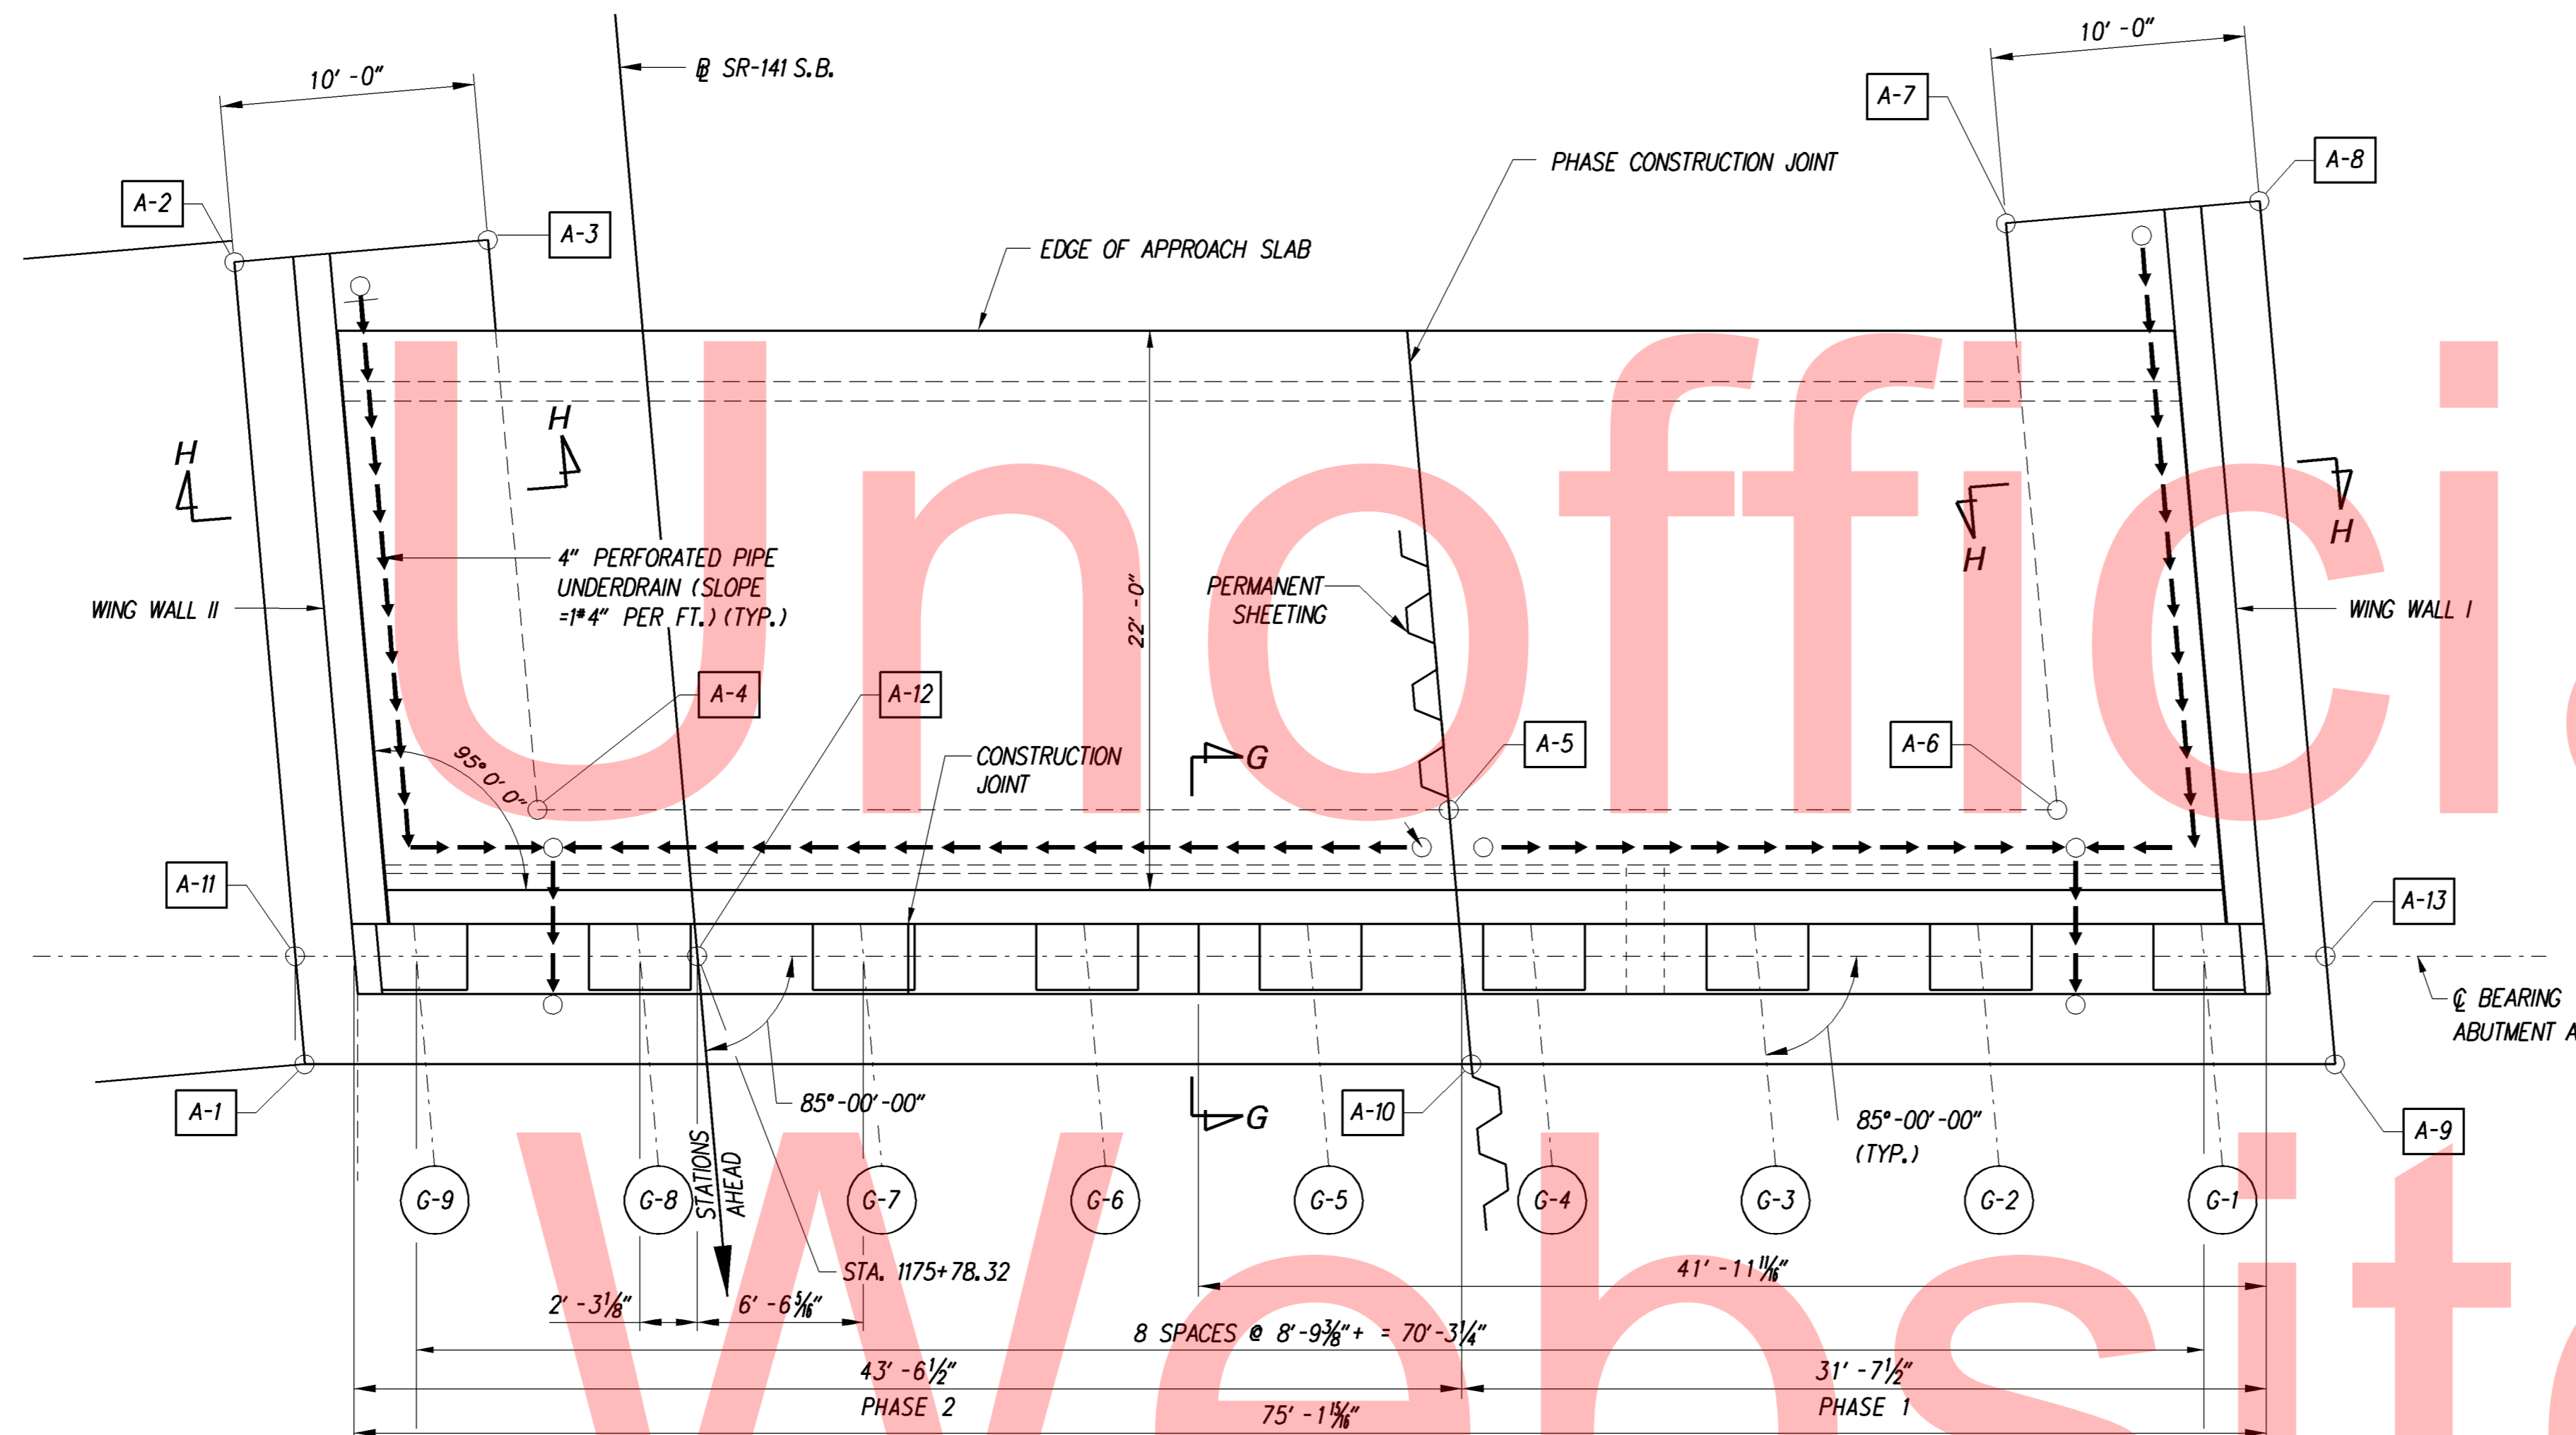 10' -0"
10' -0"
℔ SR-141 S.B.
A-7
PHASE CONSTRUCTION JOINT
A-8
A-2
A-3
EDGE OF APPROACH SLAB
H
H
H
H
4" PERFORATED PIPE
UNDERDRAIN (SLOPE
=1#4" PER FT.) (TYP.)
WING WALL II
22' -0"
PERMANENT
SHEETING
WING WALL I
A-4
A-12
95° 0' 0"
CONSTRUCTION
JOINT
G
A-5
A-6
A-11
A-13
℄ BEARING
ABUTMENT A
A-1
85°-00'-00"
G
A-10
85°-00'-00"
(TYP.)
A-9
STATIONS
AHEAD
G-9
G-8
G-7
G-6
G-5
G-4
G-3
G-2
G-1
STA. 1175+78.32
41' -11 11/16"
2' -3 1/8"
6' -6 5/16"
8 SPACES @ 8'-9 3/8"+ = 70'-3 1/4"
43' -6 1/2"
31' -7 1/2"
PHASE 2
PHASE 1
75' -1 15/16"